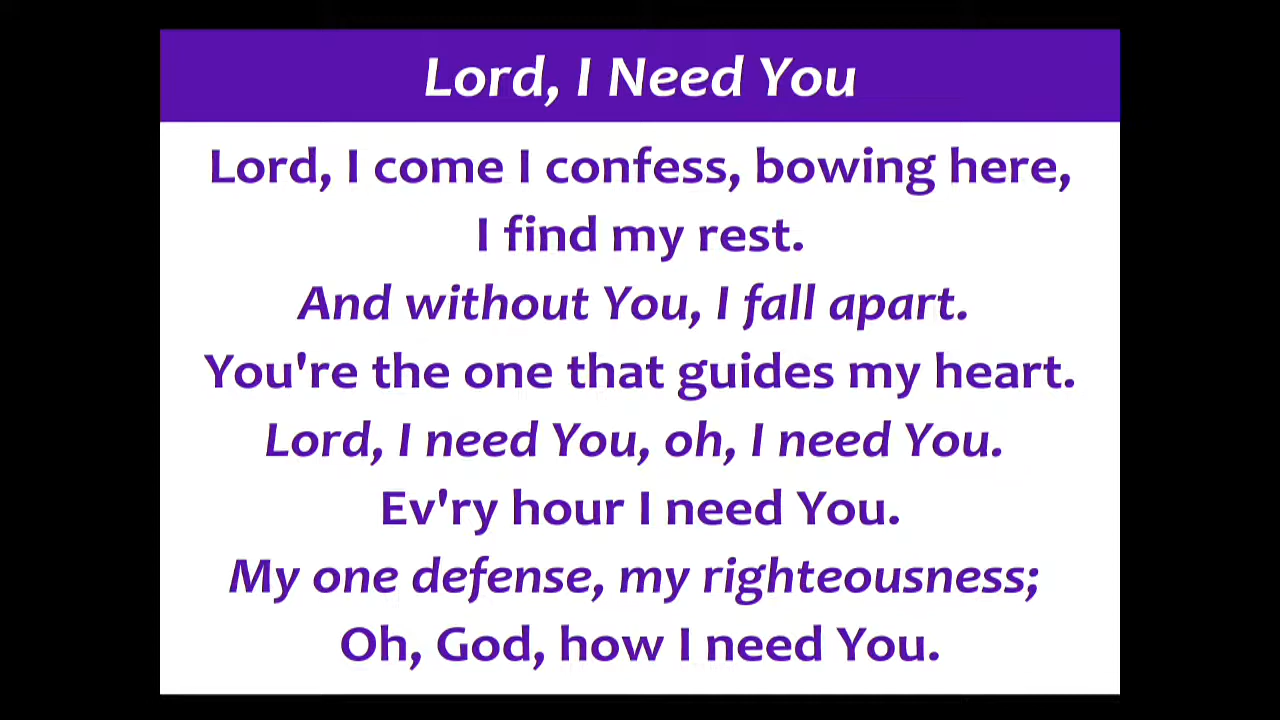 Lord, I Need You
Lord, I come I confess, bowing here,
I find my rest.
And without You, I fall apart.
You're the one that guides my heart.
Lord, I need You, oh, I need You.
Ev'ry hour I need You.
My one defense, my righteousness;
Oh, God, how I need You.